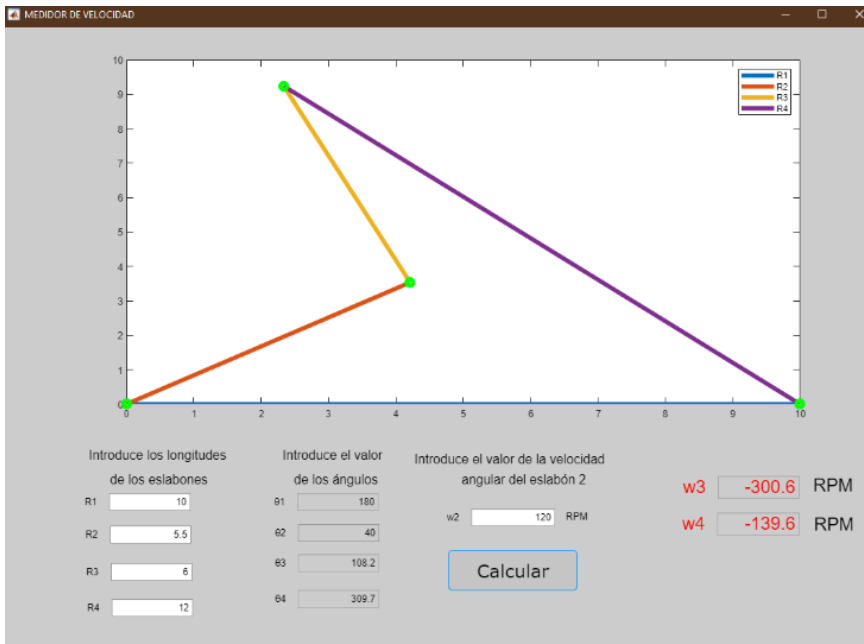 MEDIDOR DE VELOCIDAD
10
9
8
7
6
5
4
3
2
1
0
0 1 2 3 4 5 6 7 8 9 10
R1
R2
R3
R4
Introduce los longitudes
de los eslabones
R1 10
R2 5.5
R3 6
R4 12
Introduce el valor
de los ángulos
θ1 180
θ2 40
θ3 108.2
θ4 309.7
Introduce el valor de la velocidad
angular del eslabón 2
w2 120 RPM
Calcular
w3 -300.6 RPM
w4 -139.6 RPM